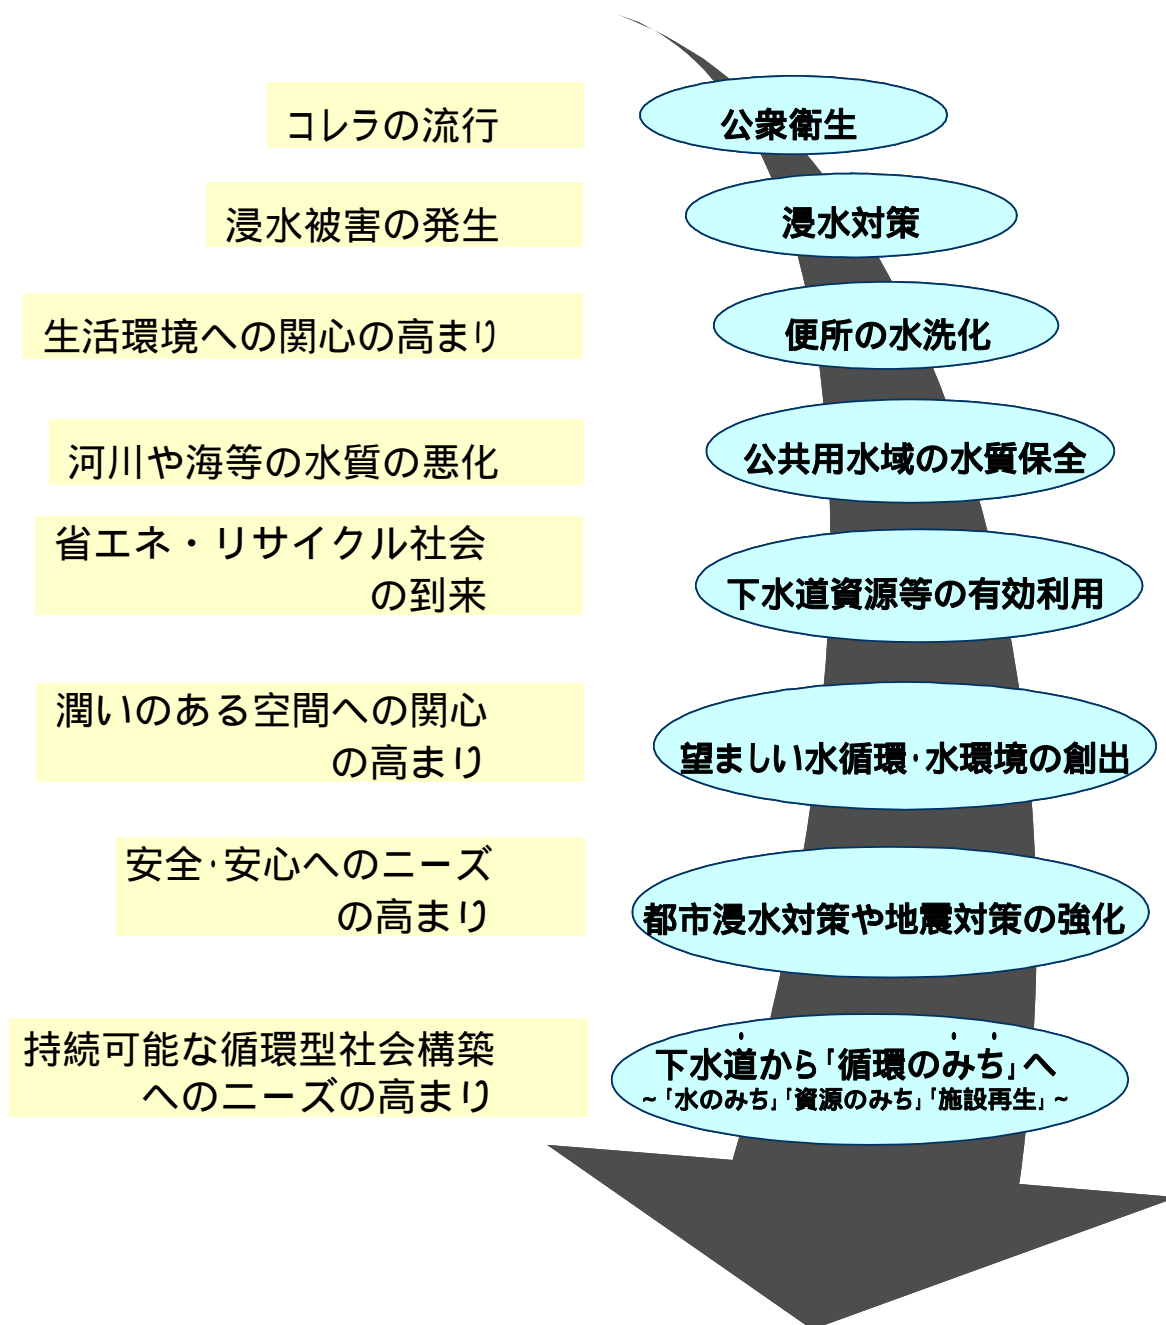 コレラの流行
公衆衛生
浸水被害の発生
浸水対策
生活環境への関心の高まり
便所の水洗化
河川や海等の水質の悪化
公共用水域の水質保全
省エネ・リサイクル社会
の到来
下水道資源等の有効利用
潤いのある空間への関心
の高まり
望ましい水循環・水環境の創出
安全・安心へのニーズ
の高まり
都市浸水対策や地震対策の強化
持続可能な循環型社会構築
へのニーズの高まり
下水道から「循環のみち」へ
~「水のみち」「資源のみち」「施設再生」~